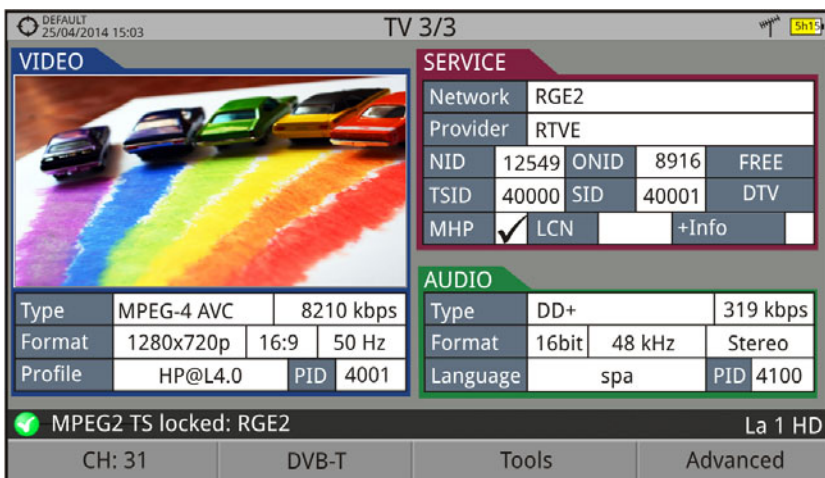 DEFAULT
25/04/2014 15:03
TV 3/3
5h15
VIDEO
Type MPEG-4 AVC 8210 kbps
Format 1280x720p 16:9 50 Hz
Profile HP@L4.0 PID 4001
SERVICE
Network RGE2
Provider RTVE
NID 12549 ONID 8916 FREE
TSID 40000 SID 40001 DTV
MHP ✓ LCN +Info
AUDIO
Type DD+ 319 kbps
Format 16bit 48 kHz Stereo
Language spa PID 4100
MPEG2 TS locked: RGE2 La 1 HD
CH: 31 DVB-T Tools Advanced